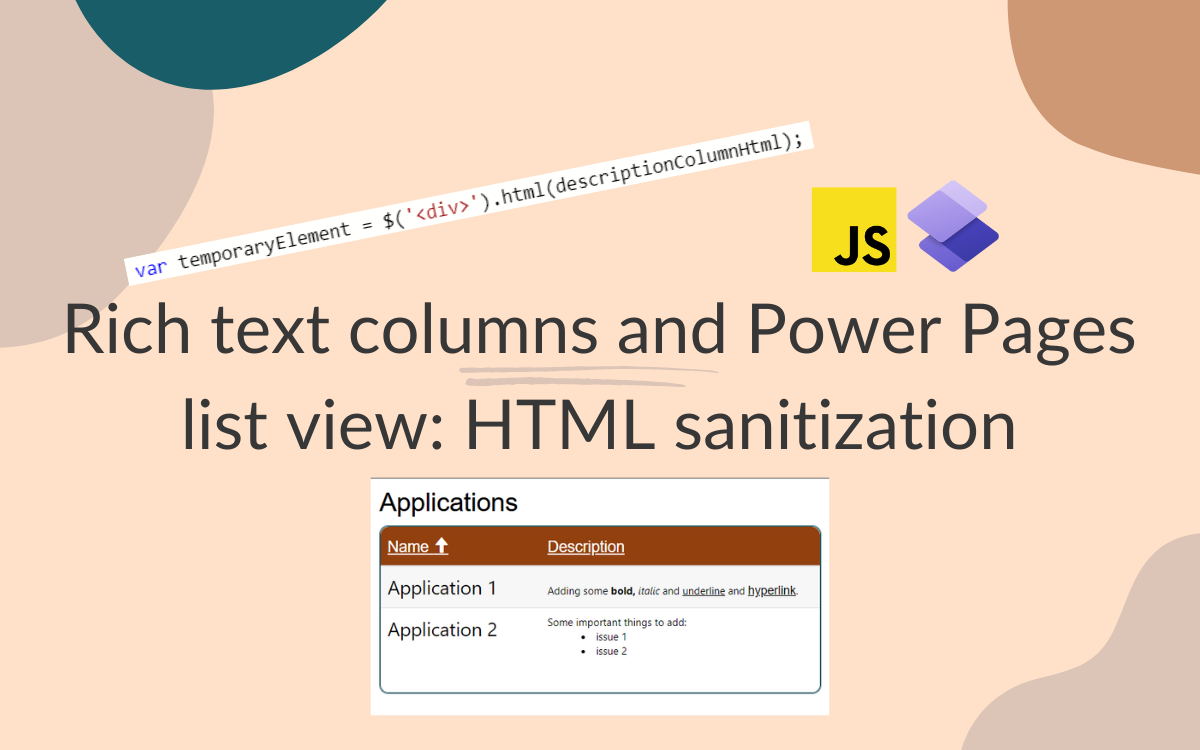 var temporaryElement = $('<div>').html(descriptionColumnHtml);
JS
Rich text columns and Power Pages
list view: HTML sanitization
Applications
Name Description
Application 1 Adding some bold, italic and underline and hyperlink.
Application 2 Some important things to add:
• issue 1
• issue 2